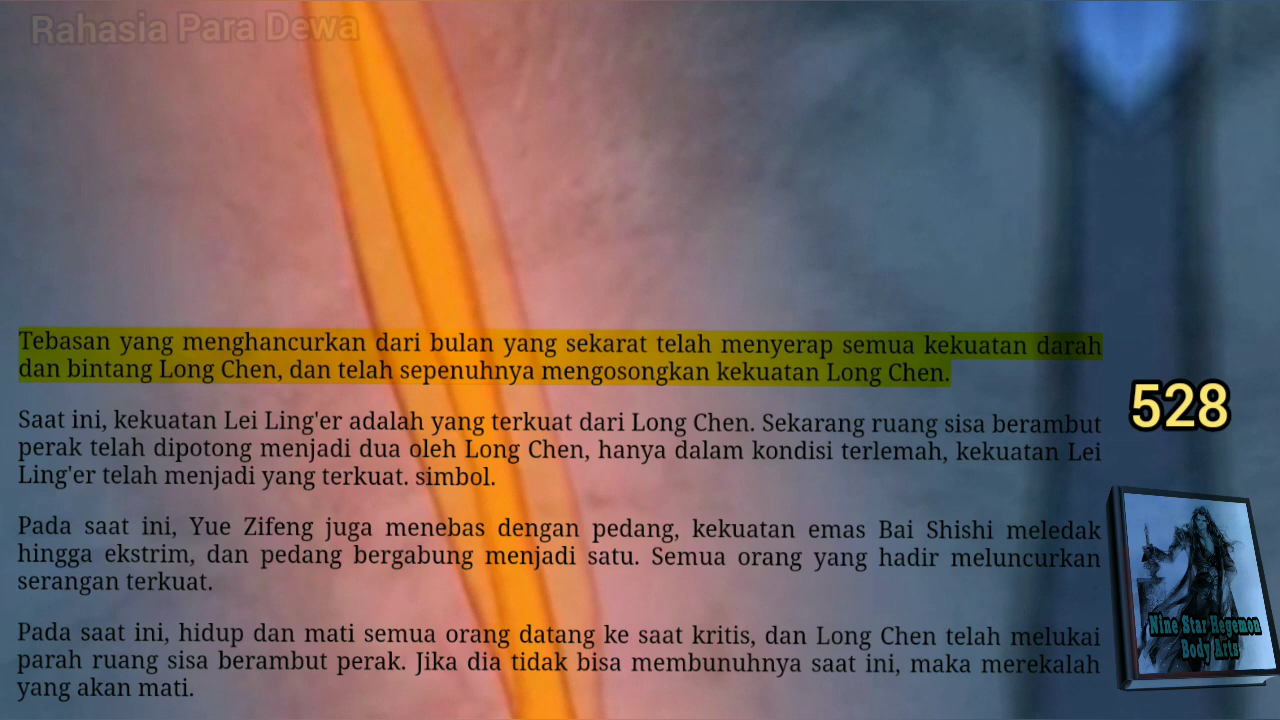 Rahasia Para Dewa
Tebasan yang menghancurkan dari bulan yang sekarat telah menyerap semua kekuatan darah
dan bintang Long Chen, dan telah sepenuhnya mengosongkan kekuatan Long Chen.
Saat ini, kekuatan Lei Ling'er adalah yang terkuat dari Long Chen. Sekarang ruang sisa berambut
perak telah dipotong menjadi dua oleh Long Chen, hanya dalam kondisi terlemah, kekuatan Lei
Ling'er telah menjadi yang terkuat. simbol.
Pada saat ini, Yue Zifeng juga menebas dengan pedang, kekuatan emas Bai Shishi meledak
hingga ekstrim, dan pedang bergabung menjadi satu. Semua orang yang hadir meluncurkan
serangan terkuat.
Pada saat ini, hidup dan mati semua orang datang ke saat kritis, dan Long Chen telah melukai
parah ruang sisa berambut perak. Jika dia tidak bisa membunuhnya saat ini, maka merekalah
yang akan mati.
528
Nine Star Hegemon
Body Arts